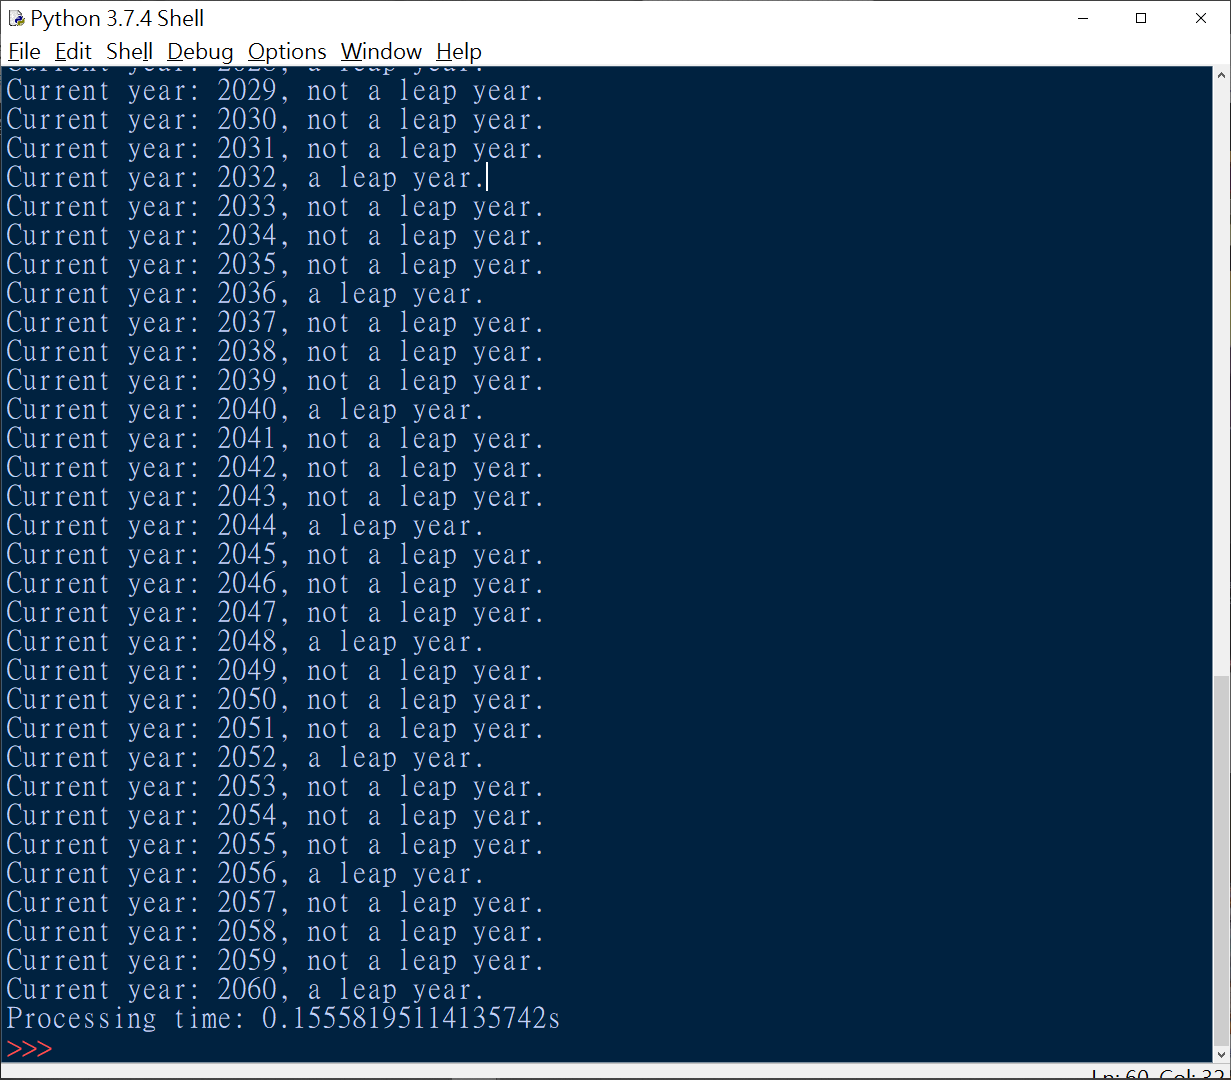 Python 3.7.4 Shell
File Edit Shell Debug Options Window Help
Current year: 2028, a leap year.
Current year: 2029, not a leap year.
Current year: 2030, not a leap year.
Current year: 2031, not a leap year.
Current year: 2032, a leap year.
Current year: 2033, not a leap year.
Current year: 2034, not a leap year.
Current year: 2035, not a leap year.
Current year: 2036, a leap year.
Current year: 2037, not a leap year.
Current year: 2038, not a leap year.
Current year: 2039, not a leap year.
Current year: 2040, a leap year.
Current year: 2041, not a leap year.
Current year: 2042, not a leap year.
Current year: 2043, not a leap year.
Current year: 2044, a leap year.
Current year: 2045, not a leap year.
Current year: 2046, not a leap year.
Current year: 2047, not a leap year.
Current year: 2048, a leap year.
Current year: 2049, not a leap year.
Current year: 2050, not a leap year.
Current year: 2051, not a leap year.
Current year: 2052, a leap year.
Current year: 2053, not a leap year.
Current year: 2054, not a leap year.
Current year: 2055, not a leap year.
Current year: 2056, a leap year.
Current year: 2057, not a leap year.
Current year: 2058, not a leap year.
Current year: 2059, not a leap year.
Current year: 2060, a leap year.
Processing time: 0.15558195114135742s
>>>
Ln: 60 Col: 32